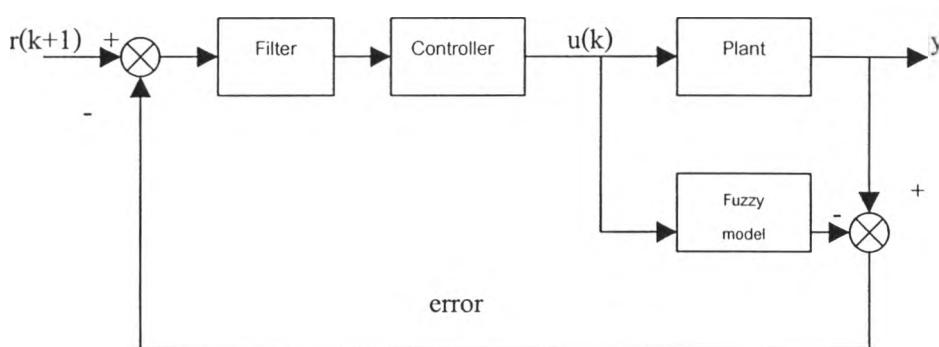 r(k+1)
+
Filter
Controller
u(k)
Plant
y
-
Fuzzy
model
-
+
error